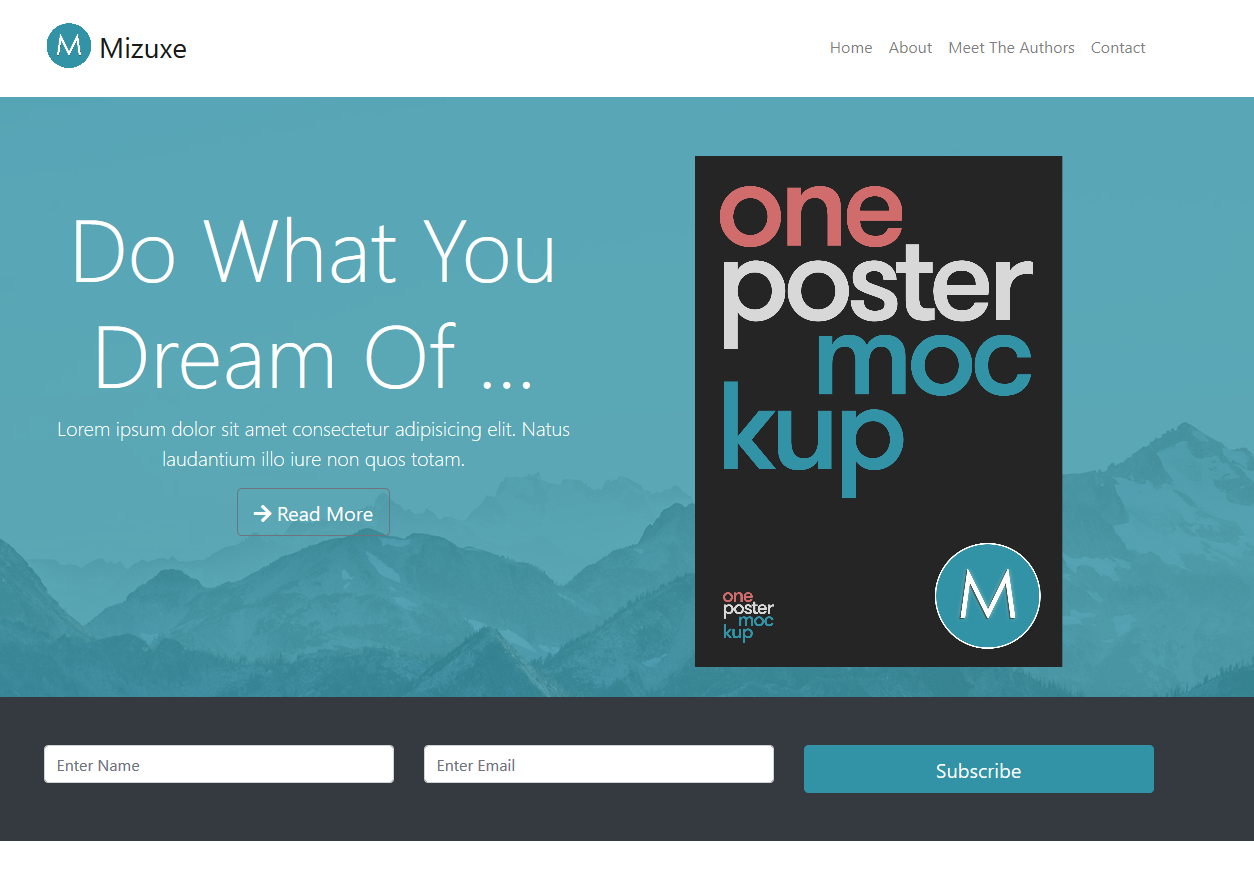 M Mizuxe
Home About Meet The Authors Contact
Do What You
Dream Of ...
Lorem ipsum dolor sit amet consectetur adipisicing elit. Natus
laudantium illo iure non quos totam.
Read More
one
poster
moc
kup
one
poster
moc
kup
M
Enter Name
Enter Email
Subscribe